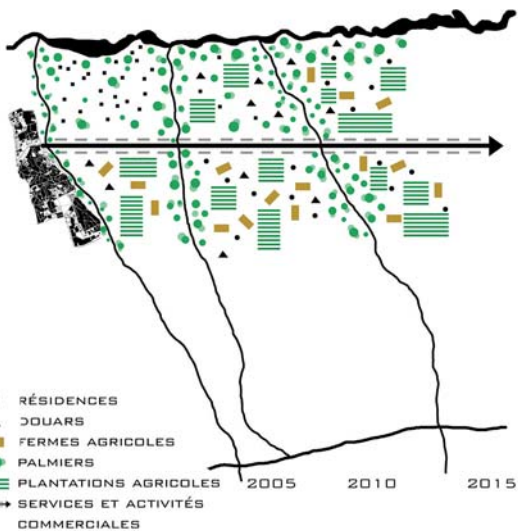 RÉSIDENCES
DOUARS
FERMES AGRICOLES
PALMIERS
PLANTATIONS AGRICOLES
SERVICES ET ACTIVITÉS
COMMERCIALES
2005 2010 2015